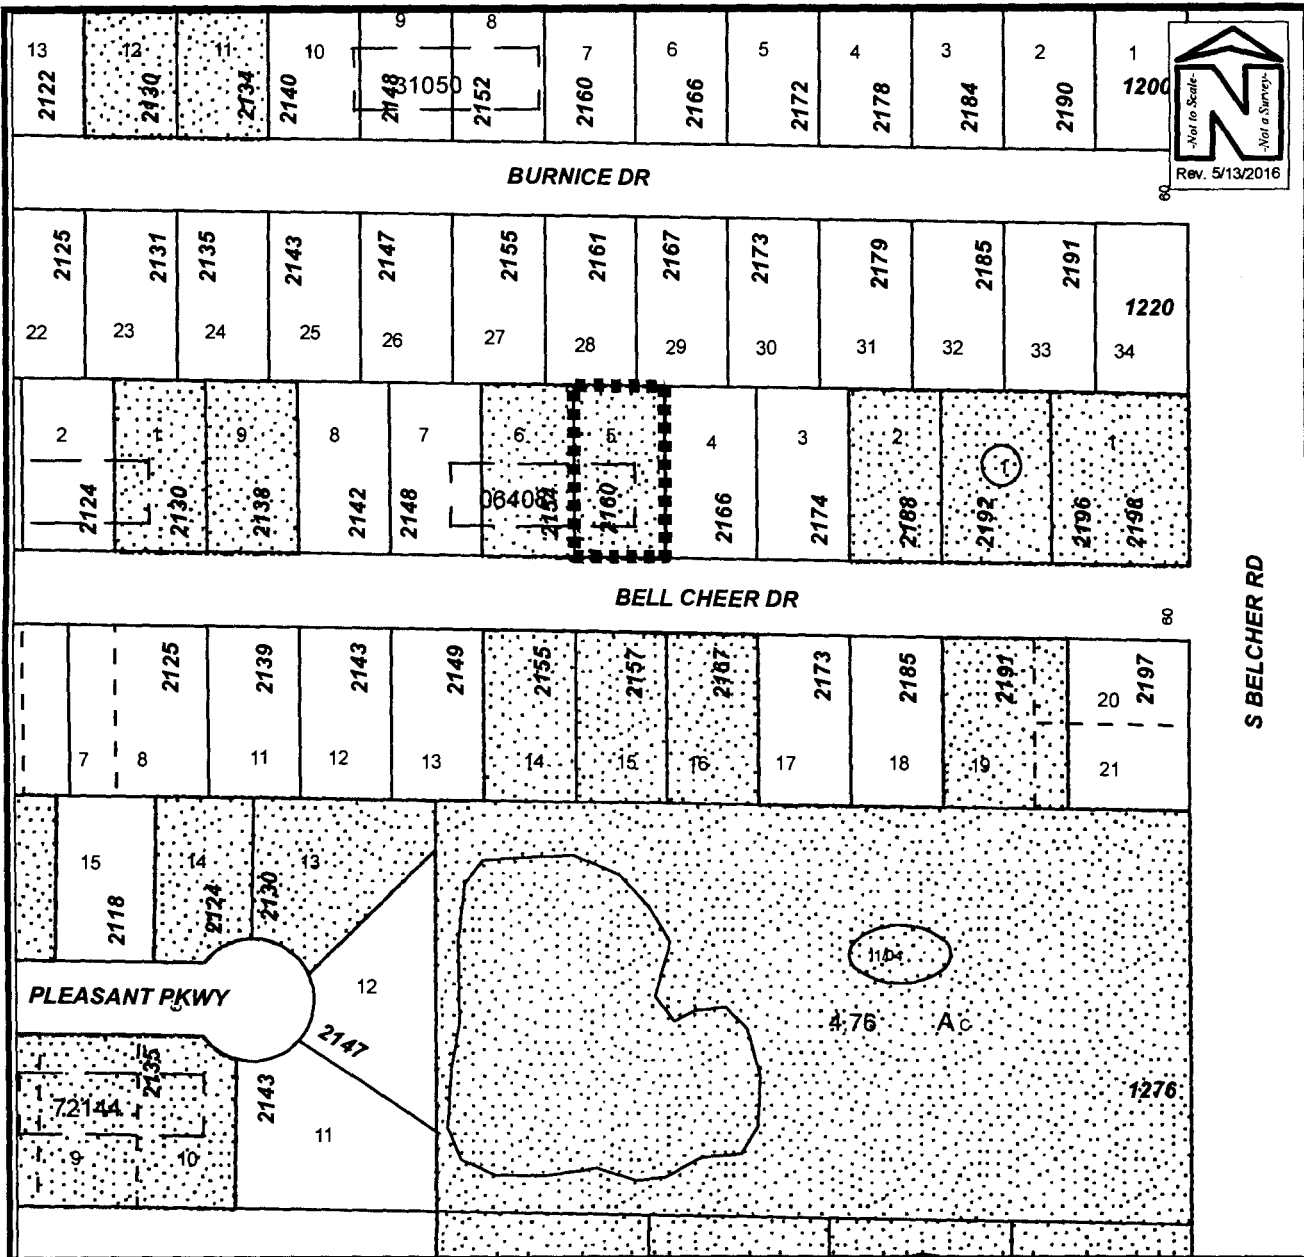 13 12 11 10 9 8 7 6 5 4 3 2 1
2122 2130 2134 2140 2148 31050 2152 2160 2166 2172 2178 2184 2190 1200
-Not to Scale- N -Not a Survey-
Rev. 5/13/2016
BURNICE DR
60
2125 2131 2135 2143 2147 2155 2161 2167 2173 2179 2185 2191 1220
22 23 24 25 26 27 28 29 30 31 32 33 34
2 1 9 8 7 6 5 4 3 2 1 1
2124 2130 2138 2142 2148 06408 2154 2160 2166 2174 2188 2192 2196 2198
BELL CHEER DR
60
S BELCHER RD
2125 2139 2143 2149 2155 2157 2167 2173 2185 2191 2197
20
7 8 11 12 13 14 15 16 17 18 19 21
15 14 13
2118 2124 2130
11/04
12
PLEASANT PKWY
4.76 Ac
2147
2135 2143 1276
72144
11
9 10